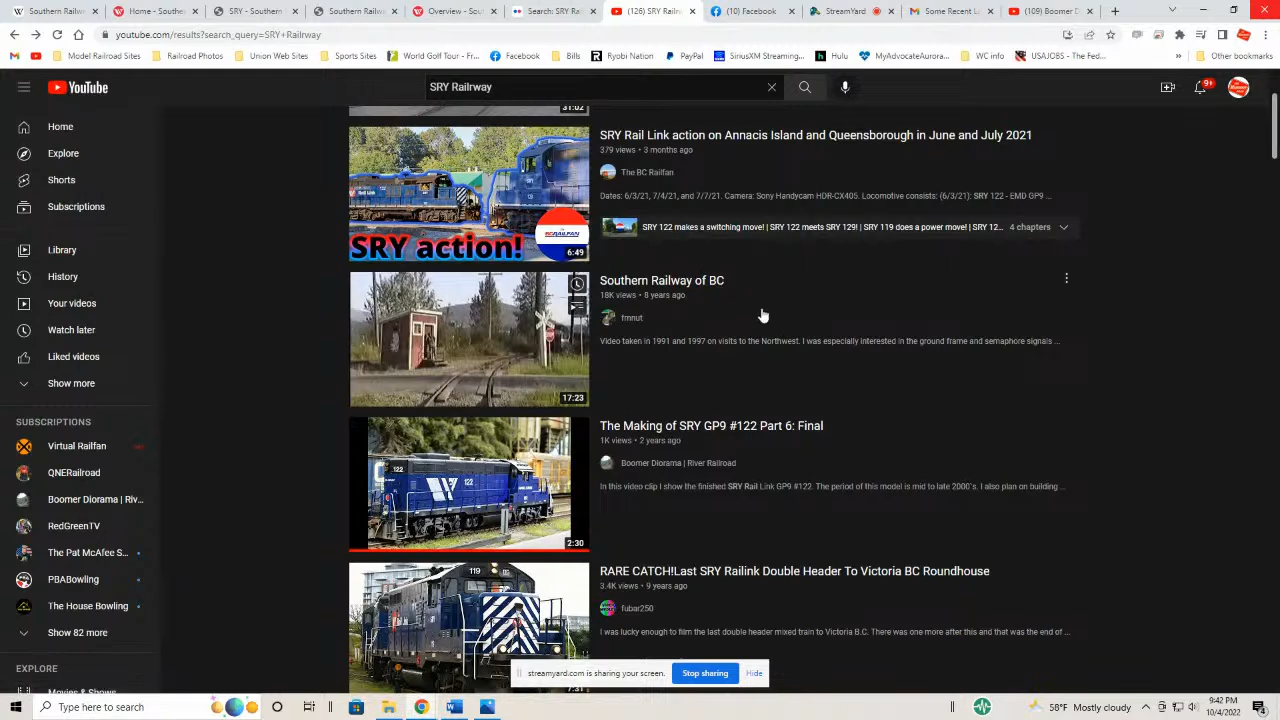 Southern Railwa
Home - Souther
SRY - Southern
Southern Railwa
Overview - Sou
Search: SRY Ra
(126) SRY Railw
(10) Facebook
StreamYard
Some Recent L
(109) Boomer D
youtube.com/results?search_query=SRY+Railrway
Model Railroad Sites
Railroad Photos
Union Web Sites
Sports Sites
World Golf Tour - Fr...
Facebook
Bills
Ryobi Nation
PayPal
SiriusXM Streaming...
Hulu
MyAdvocateAurora...
WC info
USAJOBS - The Fed...
Other bookmarks
YouTube
SRY Railrway
9+
Home
Explore
Shorts
Subscriptions
Library
History
Your videos
Watch later
Liked videos
Show more
SUBSCRIPTIONS
Virtual Railfan
QNERailroad
Boomer Diorama | Riv...
RedGreenTV
The Pat McAfee S...
PBABowling
The House Bowling
Show 82 more
EXPLORE
Movies & Shows
31:02
SRY action!
BCRAILFAN
6:49
SRY Rail Link action on Annacis Island and Queensborough in June and July 2021
379 views • 3 months ago
The BC Railfan
Dates: 6/3/21, 7/4/21, and 7/7/21. Camera: Sony Handycam HDR-CX405. Locomotive consists: (6/3/21): SRY 122 - EMD GP9 ...
SRY 122 makes a switching move! | SRY 122 meets SRY 129! | SRY 119 does a power move! | SRY 12...
4 chapters
17:23
Southern Railway of BC
18K views • 8 years ago
fmnut
Video taken in 1991 and 1997 on visits to the Northwest. I was especially interested in the ground frame and semaphore signals ...
122
122
2:30
The Making of SRY GP9 #122 Part 6: Final
1K views • 2 years ago
Boomer Diorama | River Railroad
In this video clip I show the finished SRY Rail Link GP9 #122. The period of this model is mid to late 2000`s. I also plan on building ...
119
7:31
RARE CATCH!Last SRY Railink Double Header To Victoria BC Roundhouse
3.4K views • 9 years ago
fubar250
I was lucky enough to film the last double header mixed train to Victoria B.C. There was one more after this and that was the end of ...
streamyard.com is sharing your screen.
Stop sharing
Hide
Type here to search
58°F Mostly cloudy
9:42 PM
10/4/2022
4